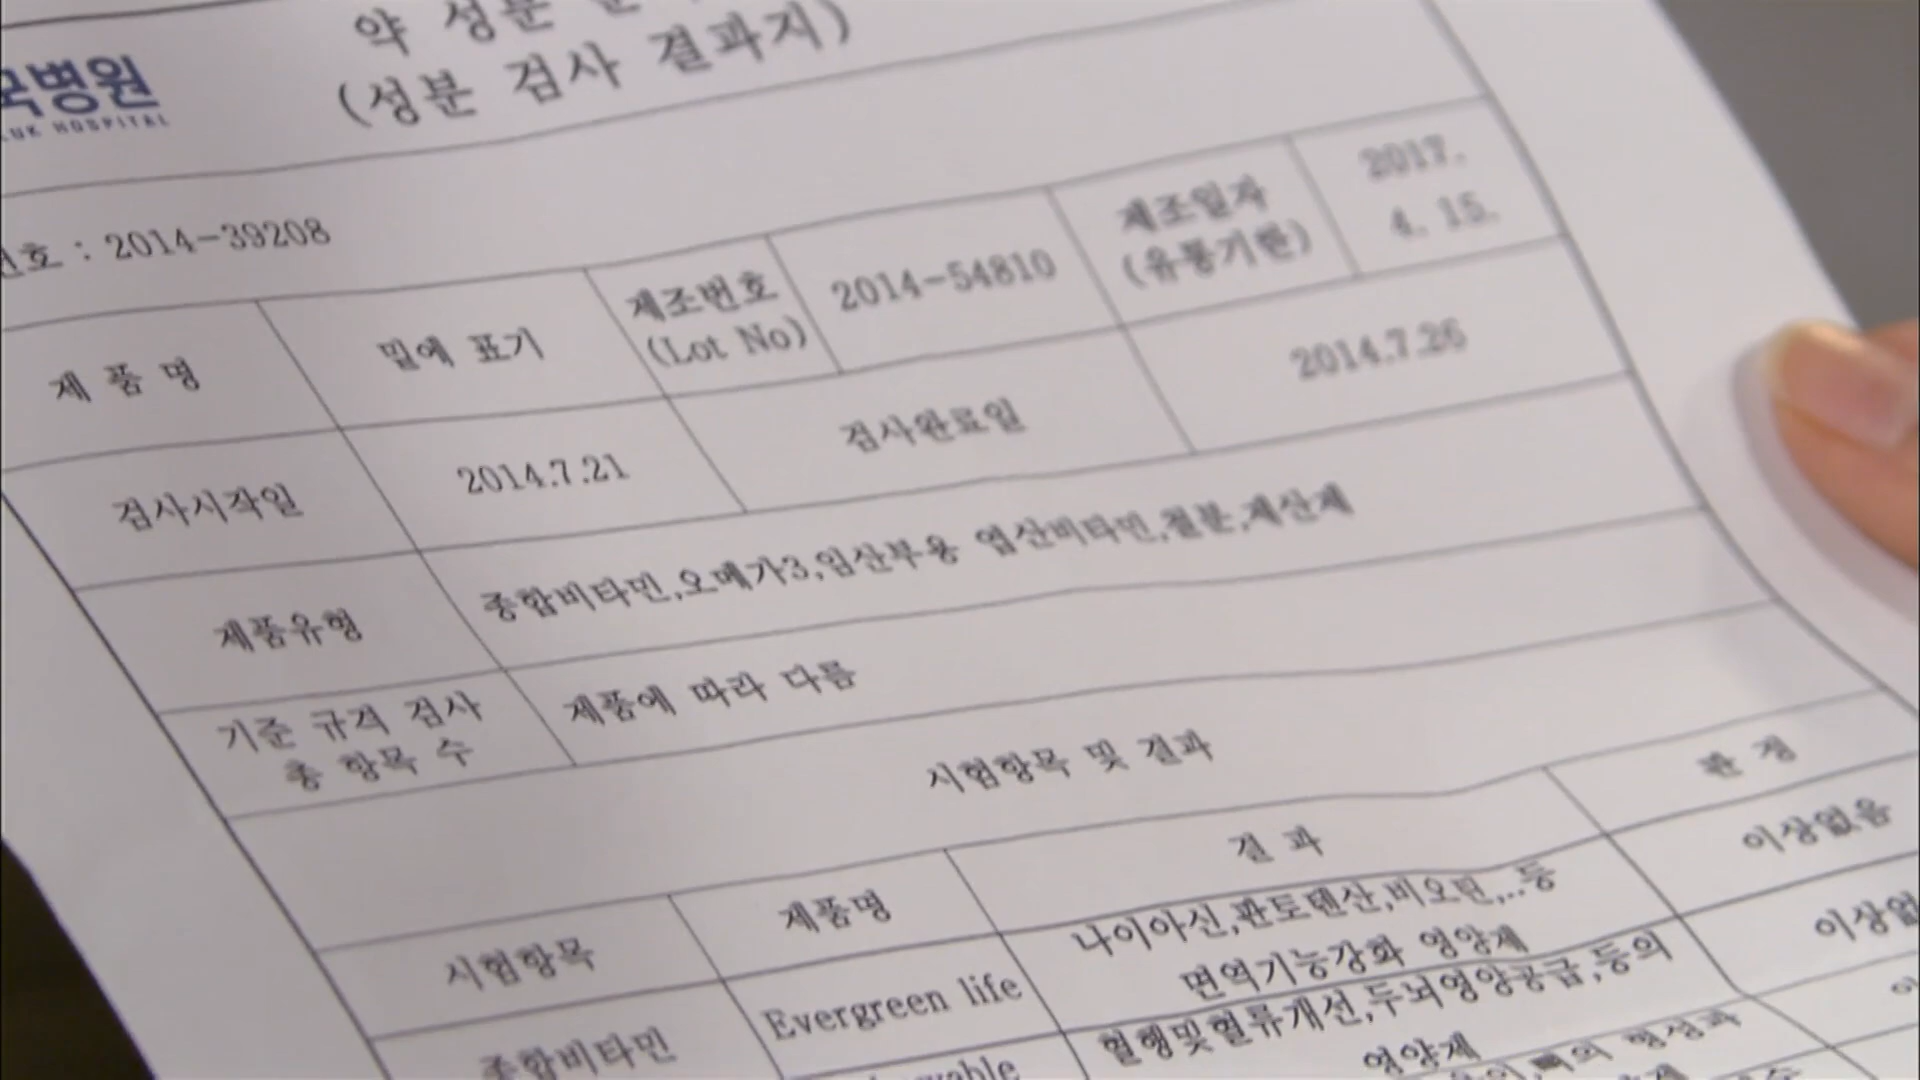 약 성분
(성분 검사 결과지)
국병원
HOSPITAL
번호 : 2014-39208
제 품 명
밑에 표기
제조번호
(Lot No)
2014-54810
제조일자
(유통기한)
2017.
4. 15.
검사시작일
2014.7.21
검사완료일
2014.7.26
제품유형
종합비타민,오메가3,임산부용 엽산비타민,철분,제산제
기준 규격 검사
총 항목 수
제품에 따라 다름
시험항목 및 결과
시험항목
제품명
결 과
판 정
종합비타민
Evergreen life
나이아신,판토텐산,비오틴,...등
면역기능강화 영양제
이상없음
혈행및혈류개선,두뇌영양공급,등의
영양제
이상없